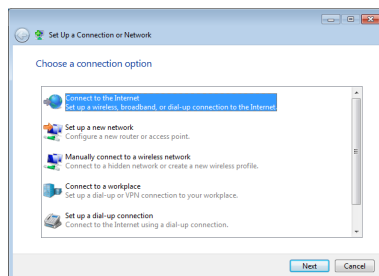 Set Up a Connection or Network
Choose a connection option
Connect to the Internet
Set up a wireless, broadband, or dial-up connection to the Internet.
Set up a new network
Configure a new router or access point.
Manually connect to a wireless network
Connect to a hidden network or create a new wireless profile.
Connect to a workplace
Set up a dial-up or VPN connection to your workplace.
Set up a dial-up connection
Connect to the Internet using a dial-up connection.
Next Cancel